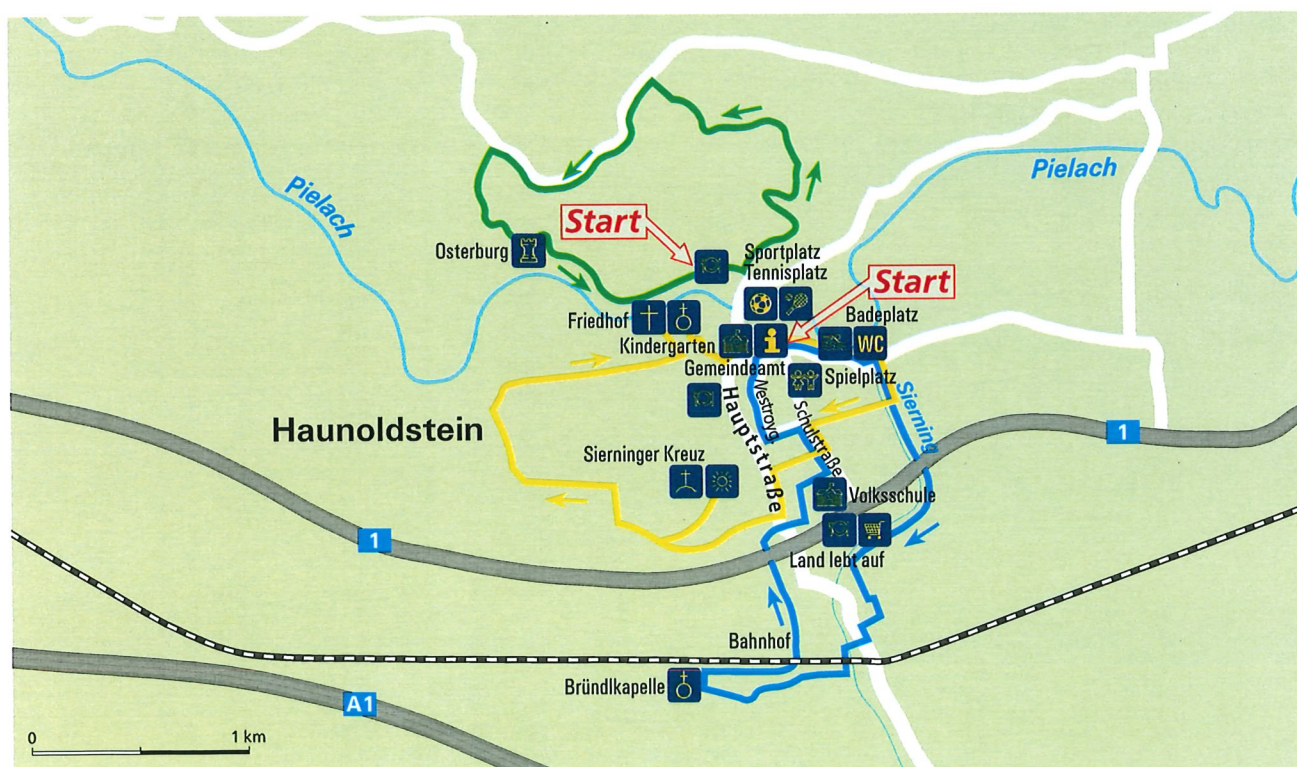 Pielach
Pielach
Start
Osterburg
Sportplatz
Tennisplatz
Start
Friedhof
Badeplatz
Kindergarten
i
WC
Gemeindeamt
Spielplatz
Nestroyg.
Hauptstraße
Schulstraße
Sierning
Haunoldstein
1
Sierninger Kreuz
Volksschule
1
Land lebt auf
Bahnhof
Bründlkapelle
A1
0 1 km